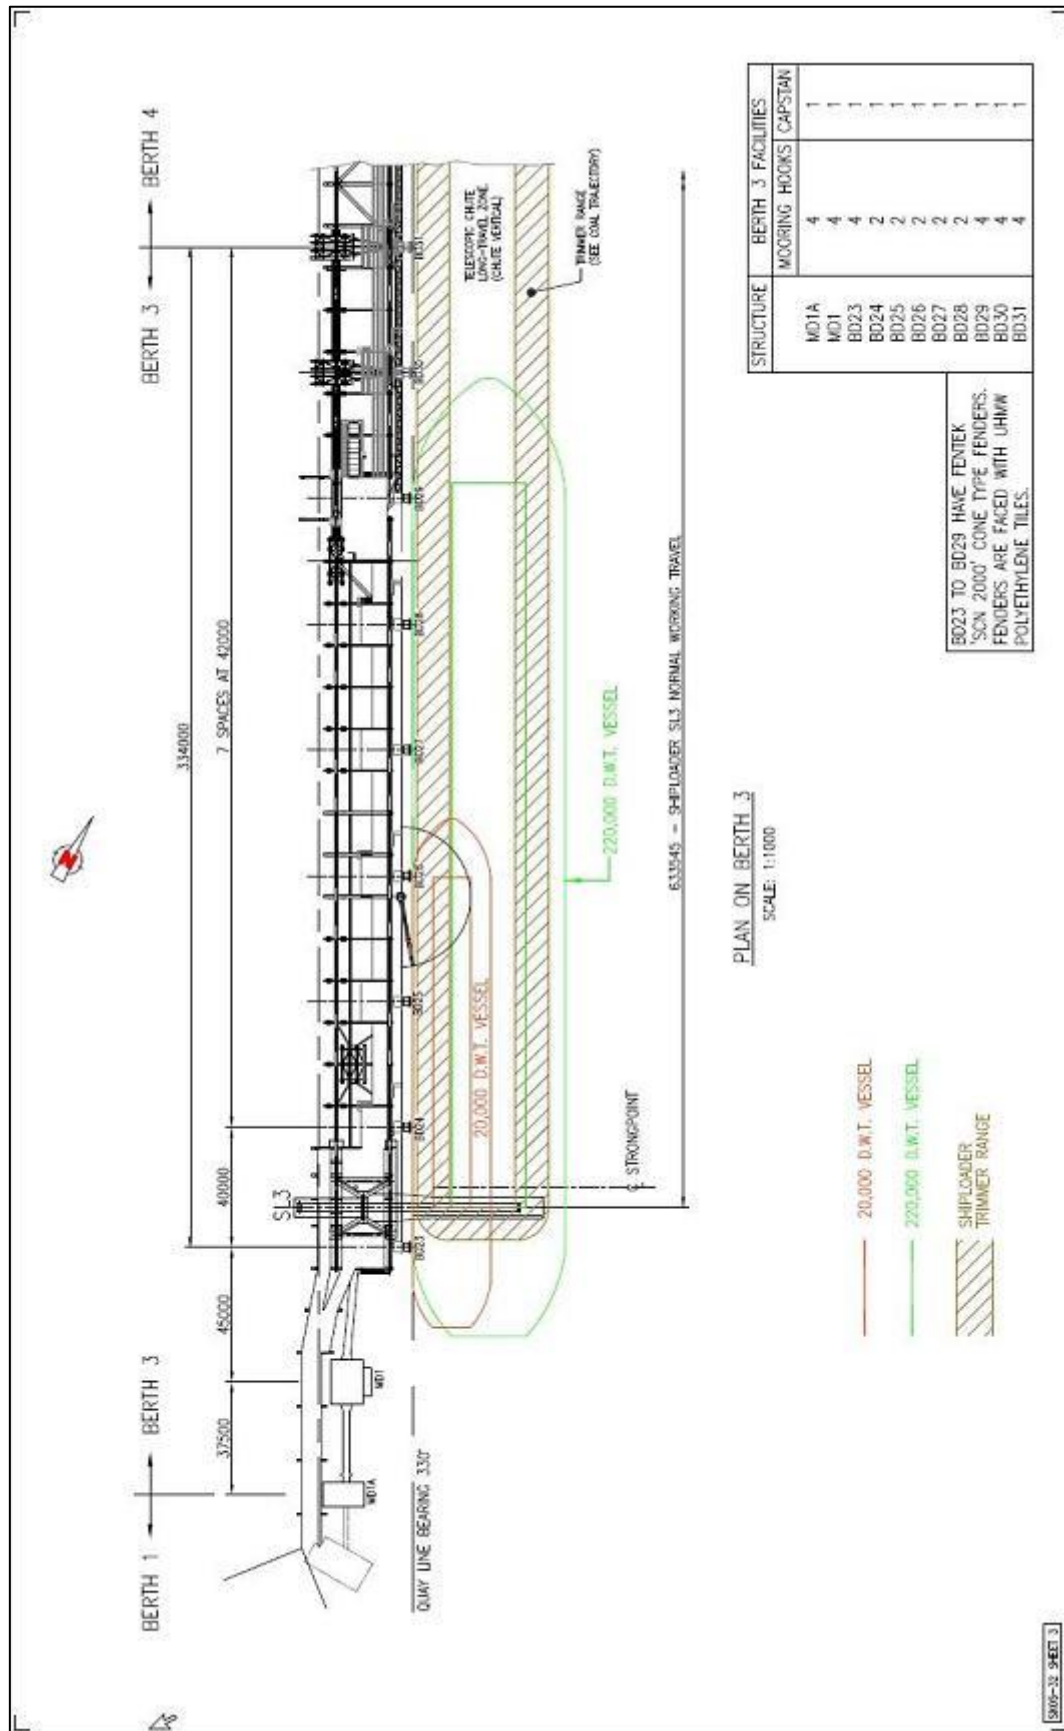 BERTH 1
BERTH 3
BERTH 3
BERTH 4
334000
37500
45000
40000
7 SPACES AT 42000
SL3
MD1A
MD1
BD23
BD24
BD25
BD26
BD27
BD28
BD29
BD30
BD31
QUAY LINE BEARING 330°
20,000 D.W.T. VESSEL
TELESCOPIC CHUTE
LONG-TRAVEL ZONE
(CHUTE VERTICAL)
TRIMMER RANGE
(SEE COAL TRAJECTORY)
220,000 D.W.T. VESSEL
℄ STRONGPOINT
633545 - SHIPLOADER SL3 NORMAL WORKING TRAVEL
PLAN ON BERTH 3
SCALE: 1:1000
20,000 D.W.T. VESSEL
220,000 D.W.T. VESSEL
SHIPLOADER
TRIMMER RANGE
STRUCTURE BERTH 3 FACILITIES
MOORING HOOKS CAPSTAN
MD1A 4 1
MD1 4 1
BD23 4 1
BD24 2 1
BD25 2 1
BD26 2 1
BD27 2 1
BD28 2 1
BD29 4 1
BD30 4 1
BD31 4 1
BD23 TO BD29 HAVE FENTEK
'SCN 2000' CONE TYPE FENDERS.
FENDERS ARE FACED WITH UHMW
POLYETHYLENE TILES.
SHEET 3